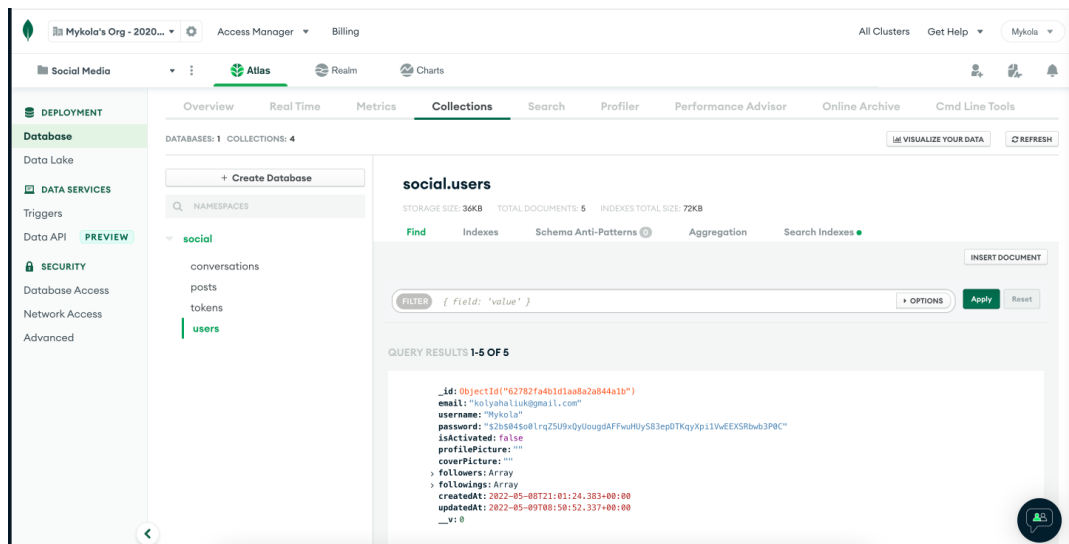 Mykola's Org - 2020... Access Manager Billing All Clusters Get Help Mykola
Social Media Atlas Realm Charts
DEPLOYMENT
Database
Data Lake
DATA SERVICES
Triggers
Data API PREVIEW
SECURITY
Database Access
Network Access
Advanced
Overview Real Time Metrics Collections Search Profiler Performance Advisor Online Archive Cmd Line Tools
DATABASES: 1 COLLECTIONS: 4 VISUALIZE YOUR DATA REFRESH
+ Create Database
NAMESPACES
social
conversations
posts
tokens
users
social.users
STORAGE SIZE: 36KB TOTAL DOCUMENTS: 5 INDEXES TOTAL SIZE: 72KB
Find Indexes Schema Anti-Patterns 0 Aggregation Search Indexes
INSERT DOCUMENT
FILTER { field: 'value' } OPTIONS Apply Reset
QUERY RESULTS 1-5 OF 5
_id: ObjectId("62782fa4b1d1aa8a2a844a1b")
email: "kolyahaliuk@gmail.com"
username: "Mykola"
password: "$2b$04$o0lrqZ5U9xQyUougdAFFwuHUyS83epDTKqyXpi1VwEEXSRbwb3P0C"
isActivated: false
profilePicture: ""
coverPicture: ""
followers: Array
followings: Array
createdAt: 2022-05-08T21:01:24.383+00:00
updatedAt: 2022-05-09T08:50:52.337+00:00
__v: 0